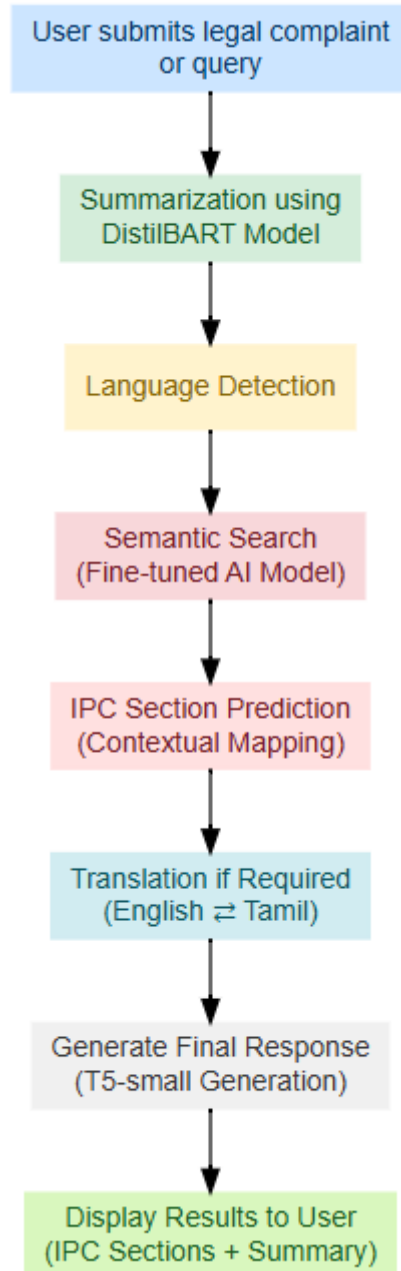 User submits legal complaint
or query
Summarization using
DistilBART Model
Language Detection
Semantic Search
(Fine-tuned AI Model)
IPC Section Prediction
(Contextual Mapping)
Translation if Required
(English ⇄ Tamil)
Generate Final Response
(T5-small Generation)
Display Results to User
(IPC Sections + Summary)